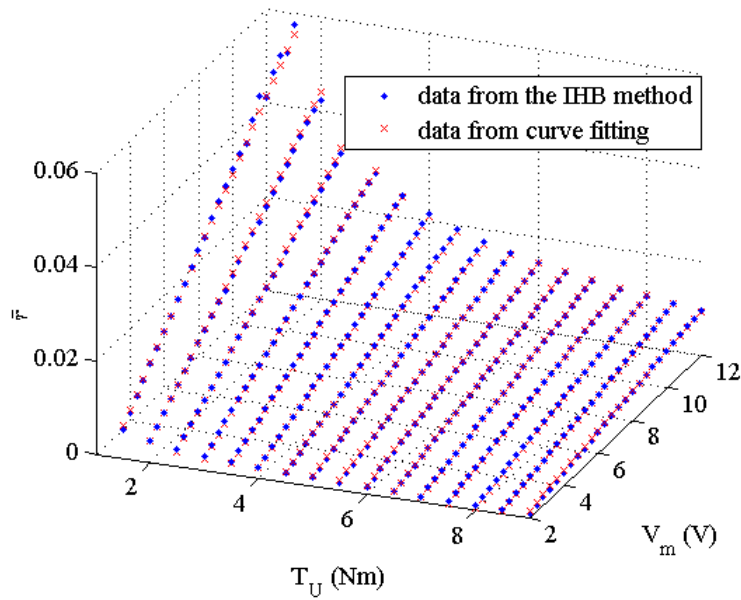 data from the IHB method
data from curve fitting
0.06
0.04
0.02
0
r̄
2
4
6
8
T_U (Nm)
2
4
6
8
10
12
V_m (V)